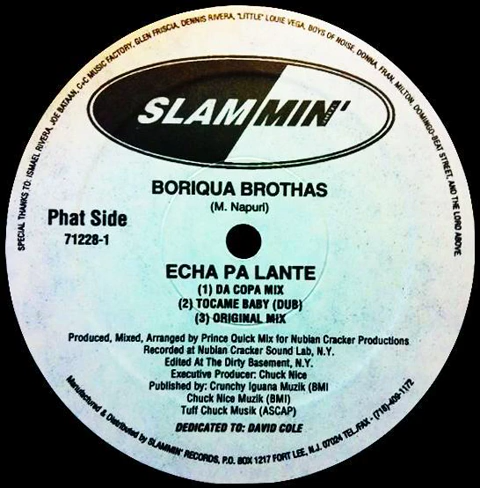 SPECIAL THANKS TO: ISMAEL RIVERA, JOE BATAAN, C+C MUSIC FACTORY, GLEN FRISCIA, DENNIS RIVERA, "LITTLE" LOUIE VEGA, BOYS OF NOISE, DONNA, FRAN, MILTON, DOMINGO-BEAT STREET, AND THE LORD ABOVE.
SLAMMIN'
BORIQUA BROTHAS
(M. Napuri)
Phat Side
71228-1
ECHA PA LANTE
(1) DA COPA MIX
(2) TOCAME BABY (DUB)
(3) ORIGINAL MIX
Produced, Mixed, Arranged by Prince Quick Mix for Nubian Cracker Productions
Recorded at Nubian Cracker Sound Lab, N.Y.
Edited At The Dirty Basement, N.Y.
Executive Producer: Chuck Nice
Published by: Crunchy Iguana Muzik (BMI
Chuck Nice Muzik (BMI)
Tuff Chuck Musik (ASCAP)
DEDICATED TO: DAVID COLE
Manufactured & Distributed by SLAMMIN' RECORDS, P.O. BOX 1217 FORT LEE, N.J. 07024 TEL./FAX - (718)-409-1172